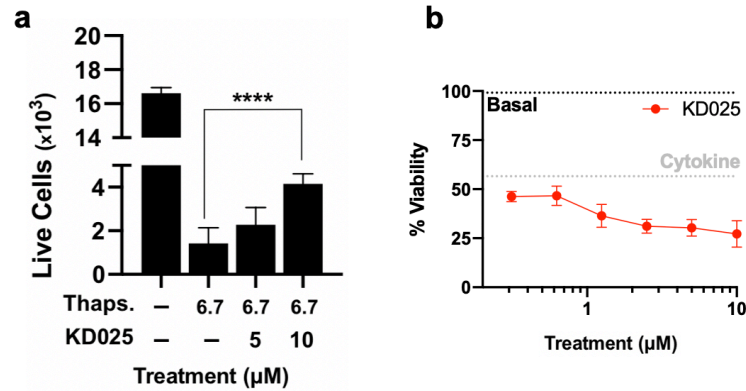 a
Live Cells (x10³)
20
18
16
14
4
2
0
****
Thaps. – 6.7 6.7 6.7
KD025 – – 5 10
Treatment (µM)
b
% Viability
100
75
50
25
0
Basal
KD025
Cytokine
1 10
Treatment (µM)